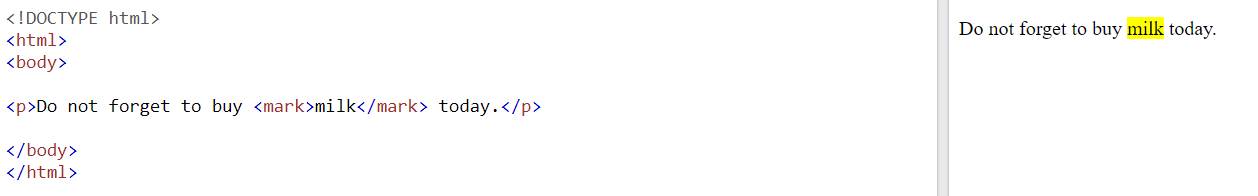 <!DOCTYPE html>
<html>
<body>
<p>Do not forget to buy <mark>milk</mark> today.</p>
</body>
</html>
Do not forget to buy milk today.